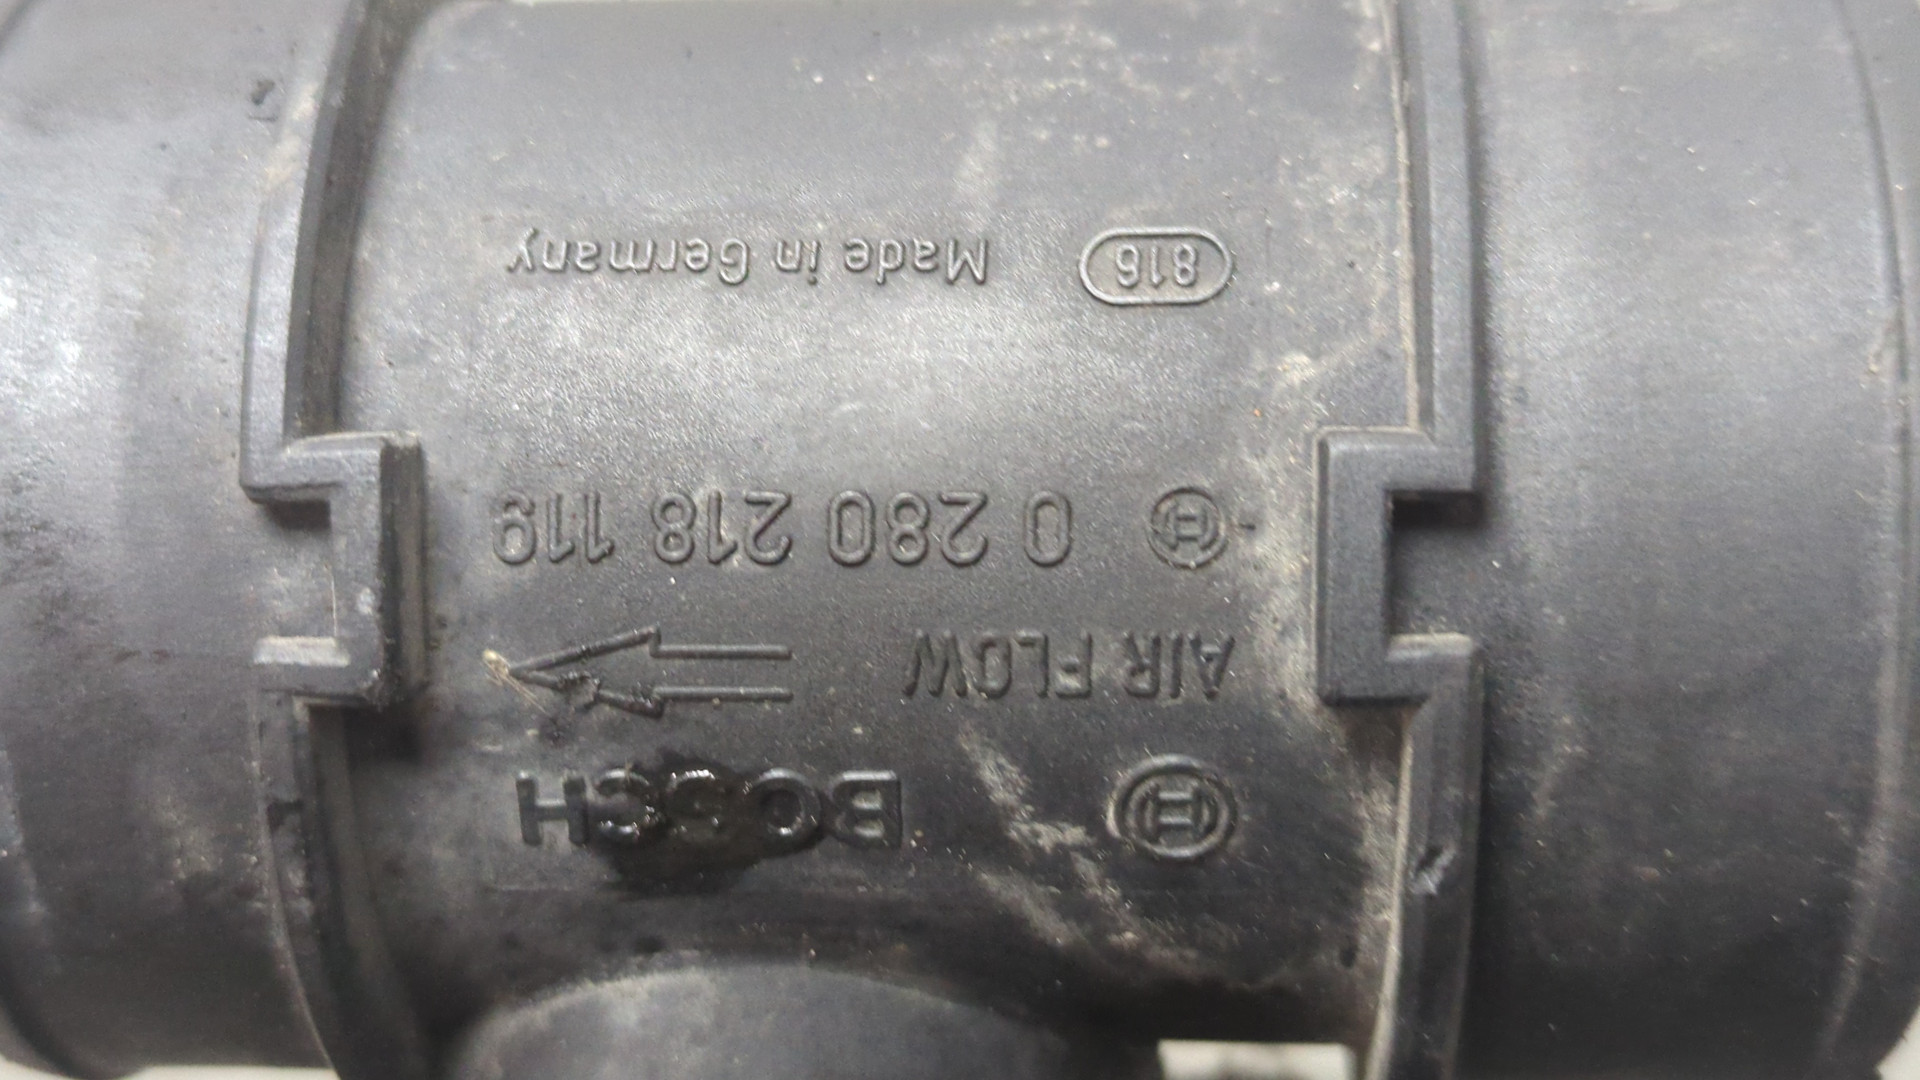 BOSCH
AIR FLOW
0 280 218 119
816 Made in Germany